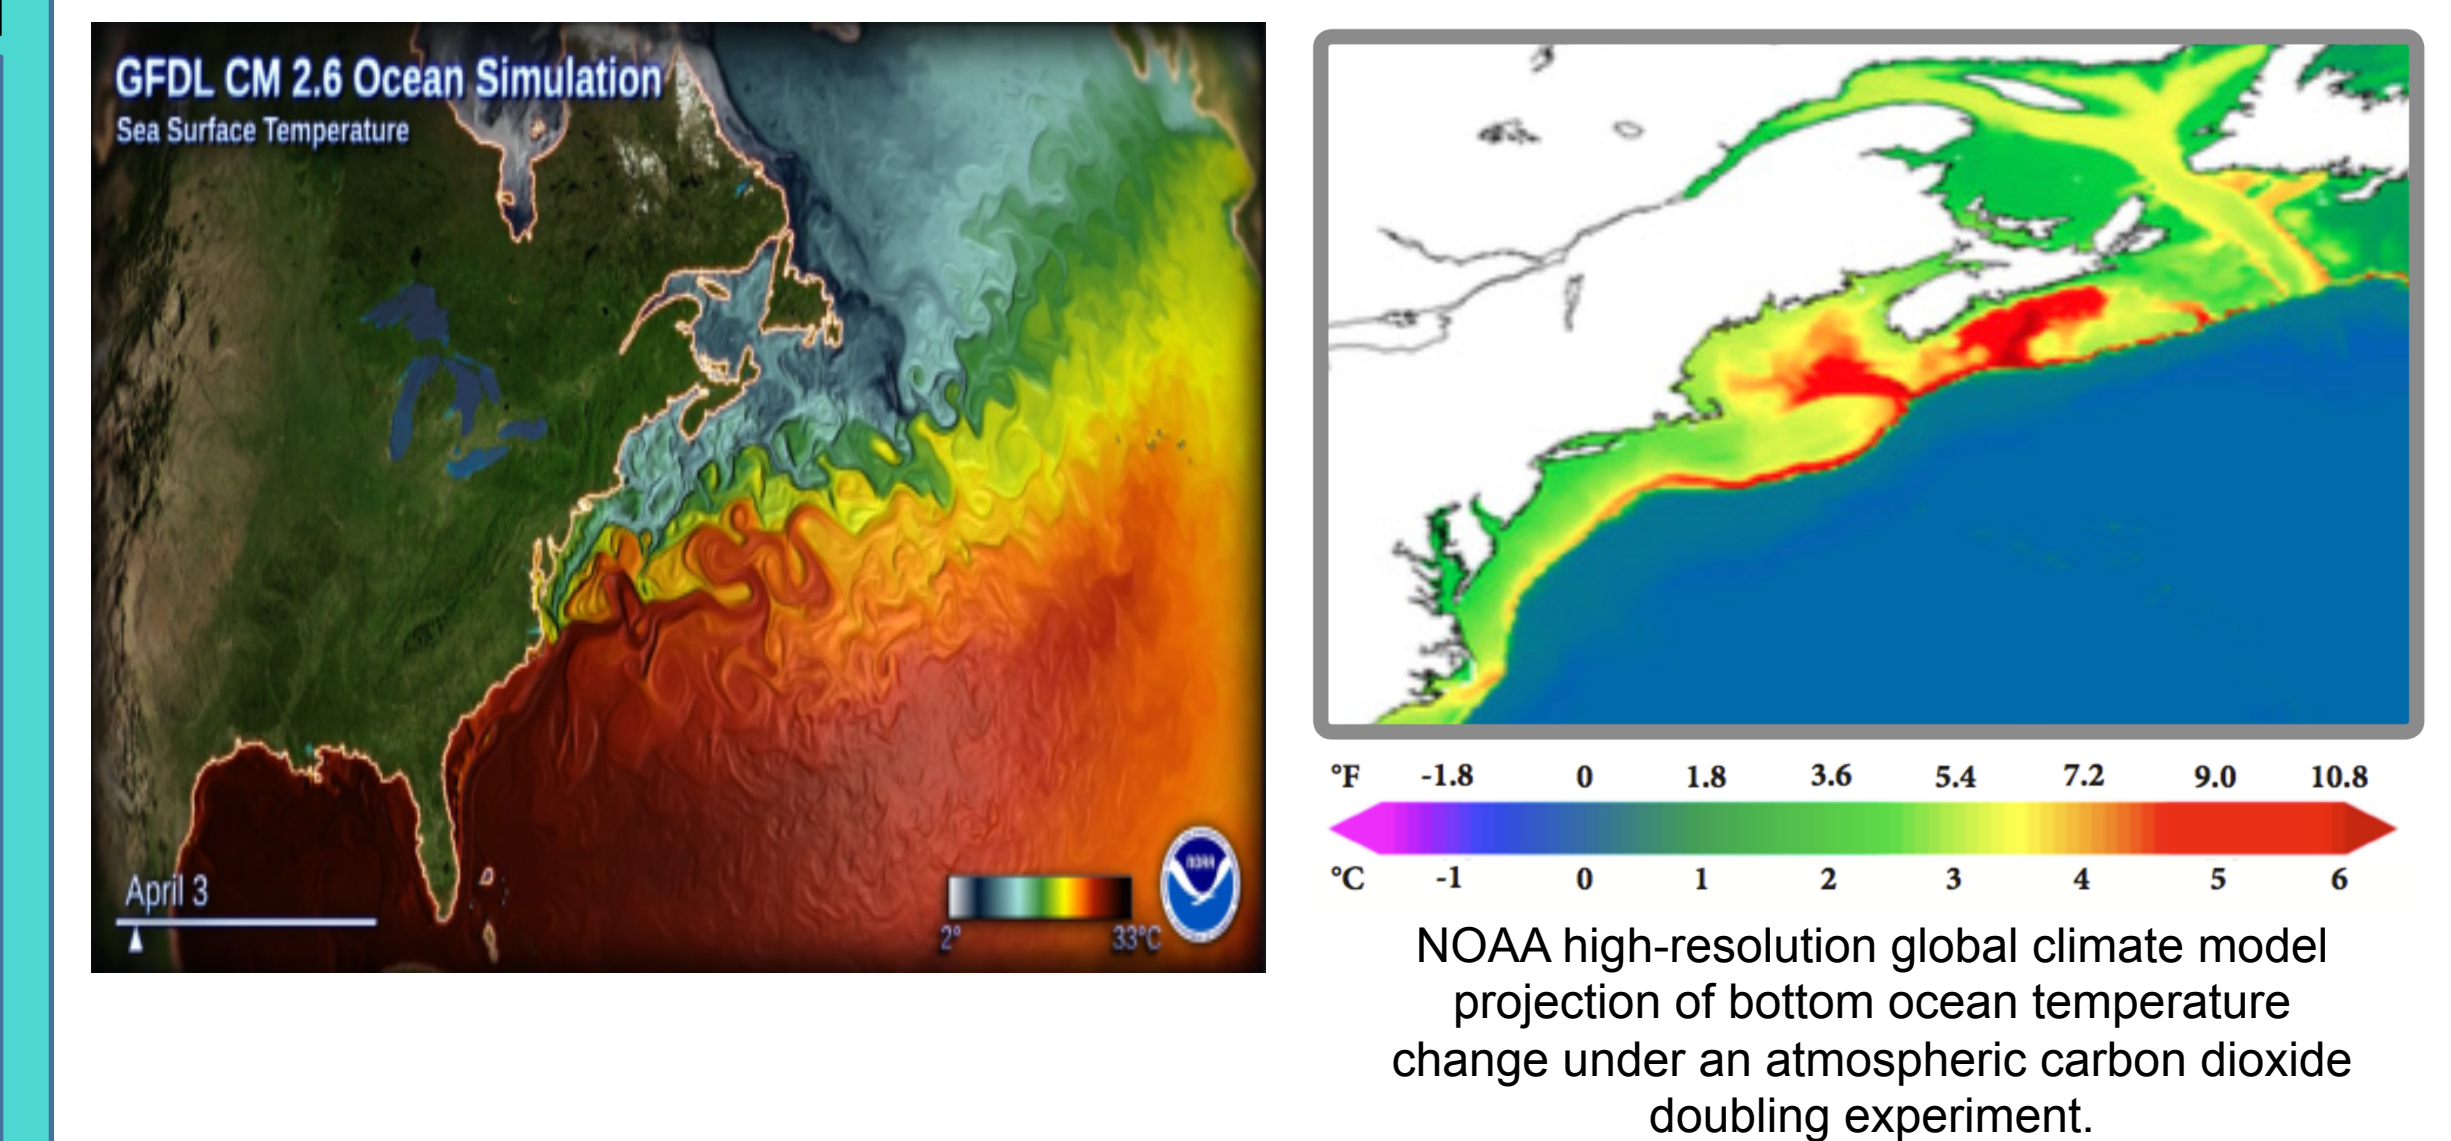 GFDL CM 2.6 Ocean Simulation
Sea Surface Temperature
April 3
2° 33°C
NOAA
°F -1.8 0 1.8 3.6 5.4 7.2 9.0 10.8
°C -1 0 1 2 3 4 5 6
NOAA high-resolution global climate model
projection of bottom ocean temperature
change under an atmospheric carbon dioxide
doubling experiment.